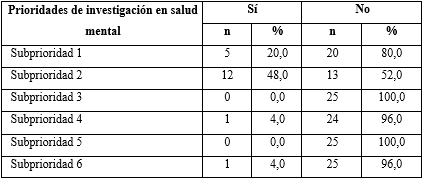 Prioridades de investigación en salud mental Sí No
n % n %
Subprioridad 1 5 20,0 20 80,0
Subprioridad 2 12 48,0 13 52,0
Subprioridad 3 0 0,0 25 100,0
Subprioridad 4 1 4,0 24 96,0
Subprioridad 5 0 0,0 25 100,0
Subprioridad 6 1 4,0 25 96,0